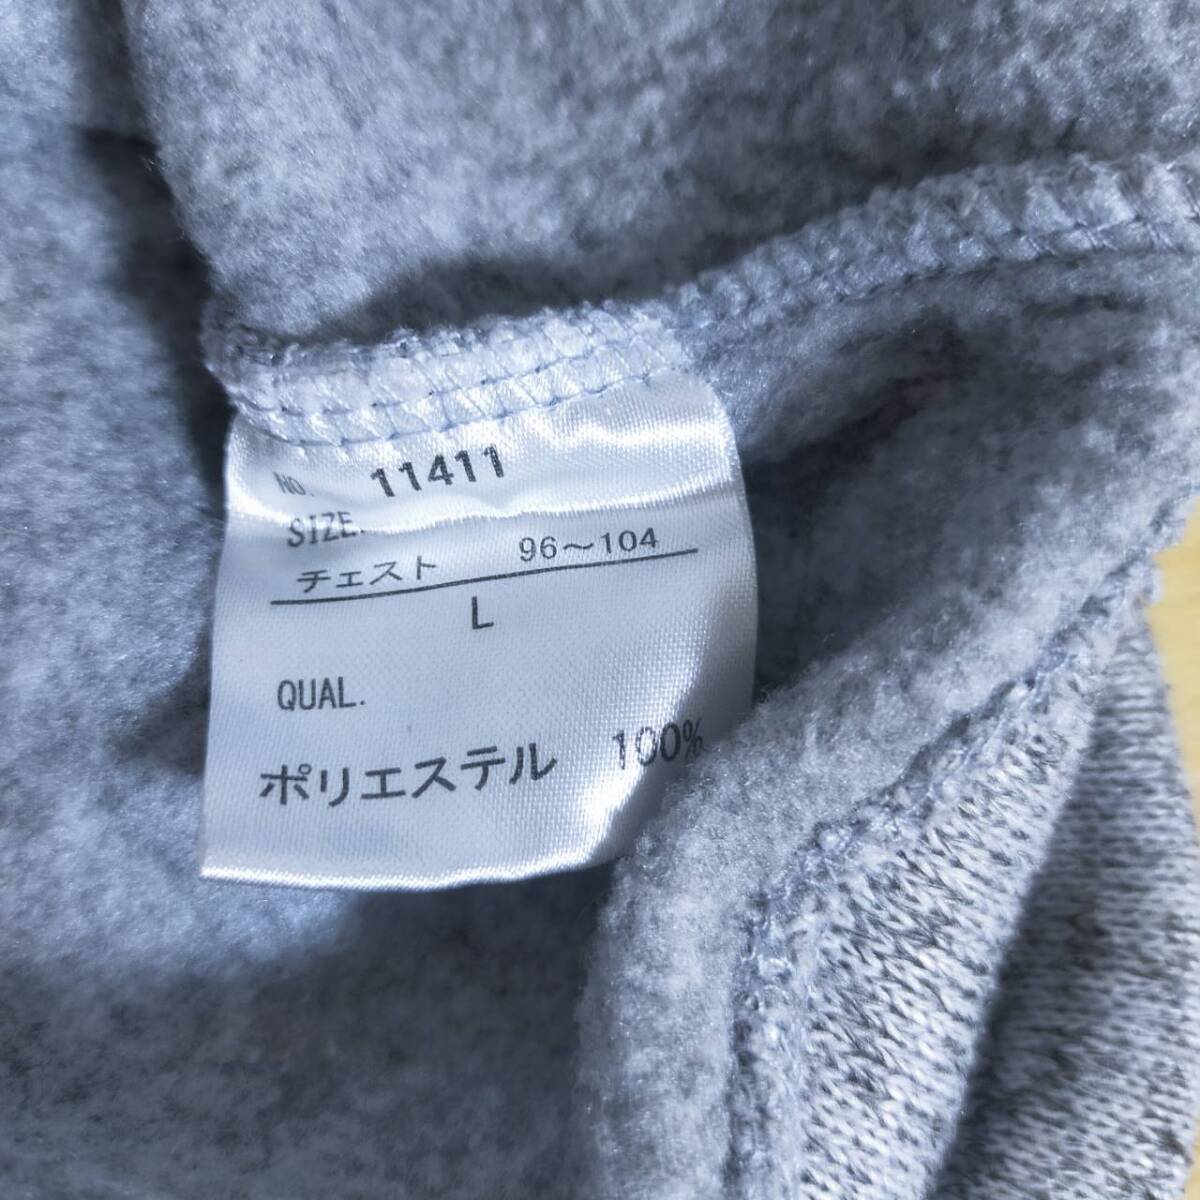 No. 11411
SIZE.
チェスト 96～104
L
QUAL.
ポリエステル 100%